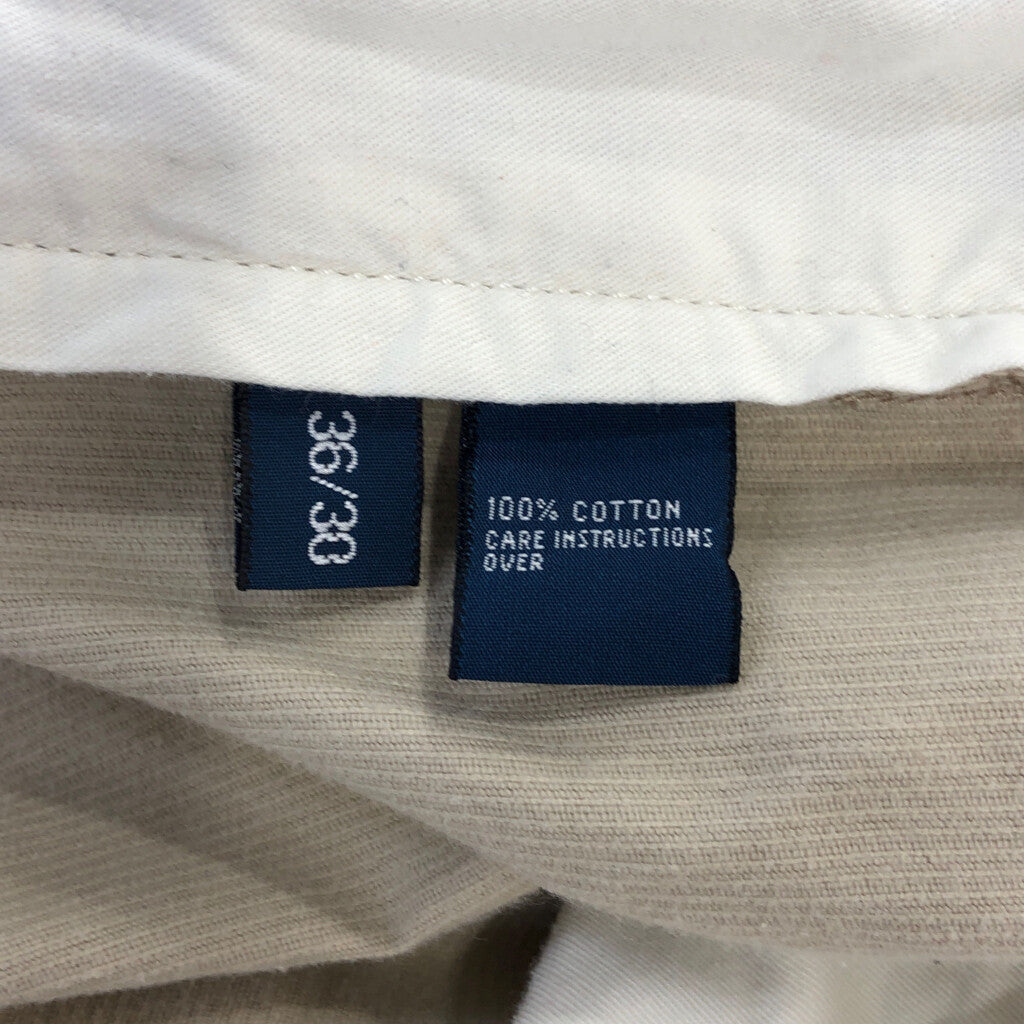 36/30
100% COTTON
CARE INSTRUCTIONS
OVER